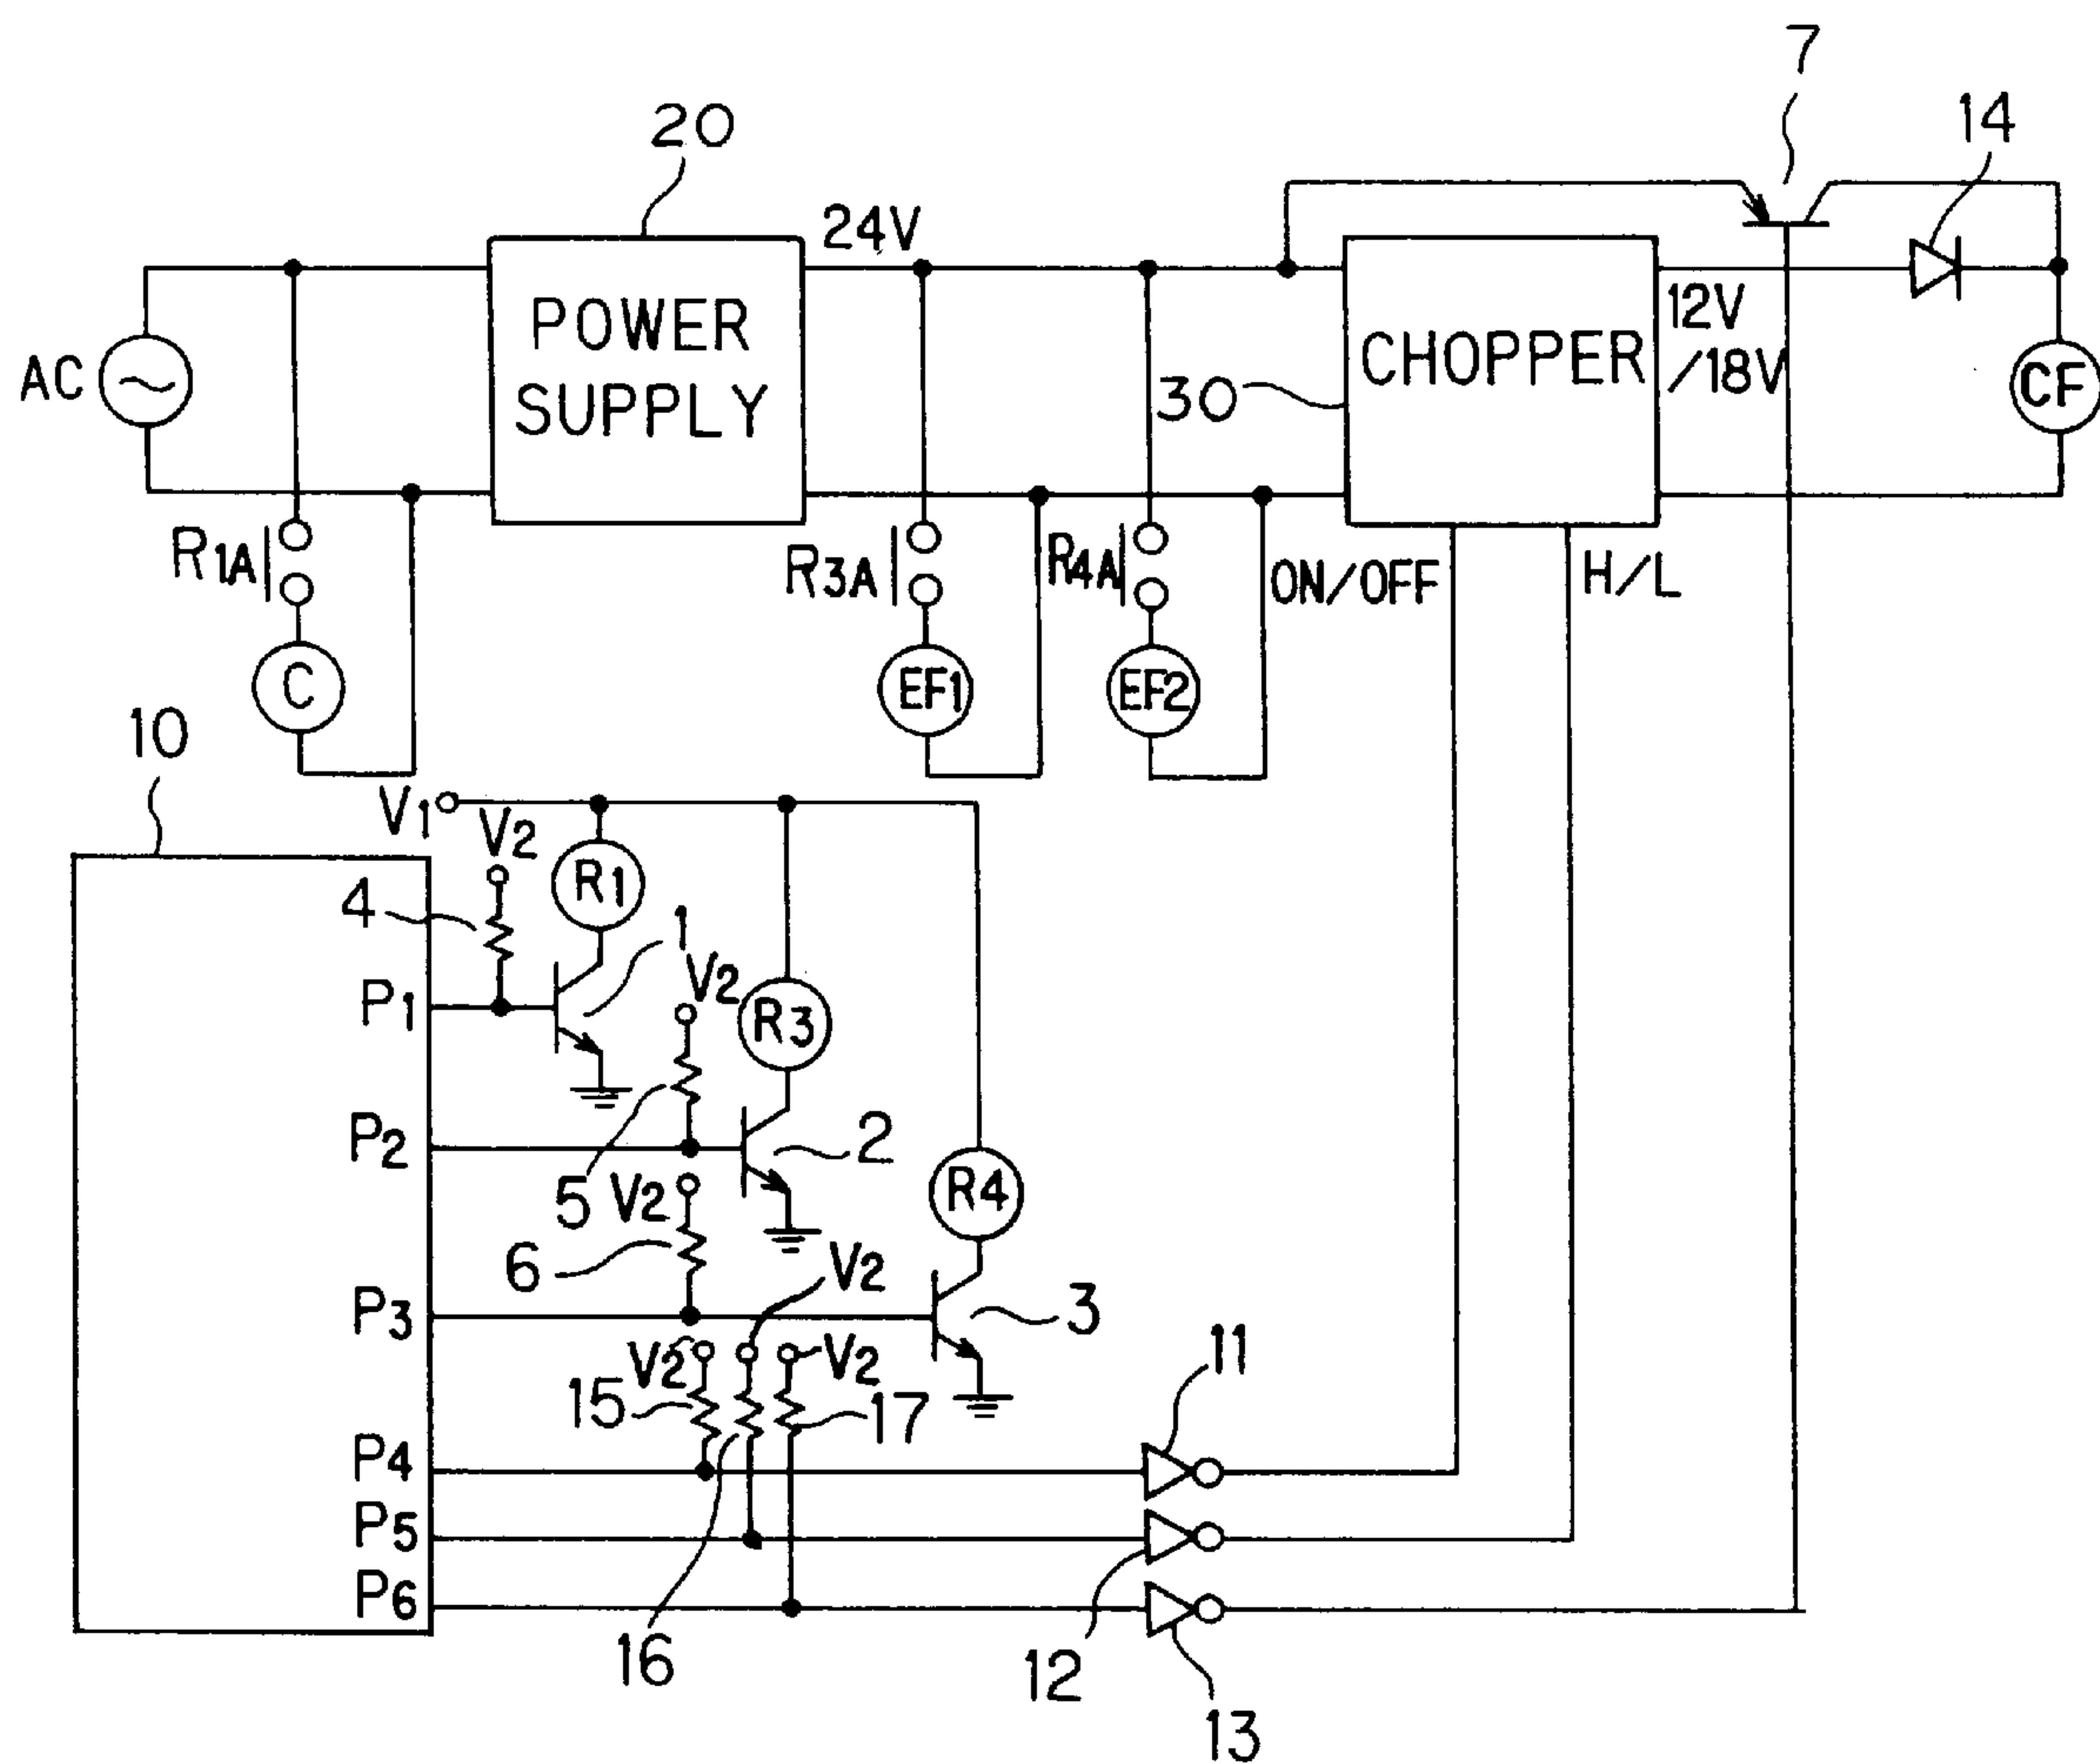 7
14
20
24V
POWER
SUPPLY
AC
CHOPPER
12V
/18V
30
CF
R1A
R3A
R4A
ON/OFF
H/L
C
EF1
EF2
10
V1
V2
R1
4
1
V2
P1
R3
P2
2
5
V2
R4
6
V2
P3
3
V2
V2
11
15
17
P4
P5
P6
16
12
13